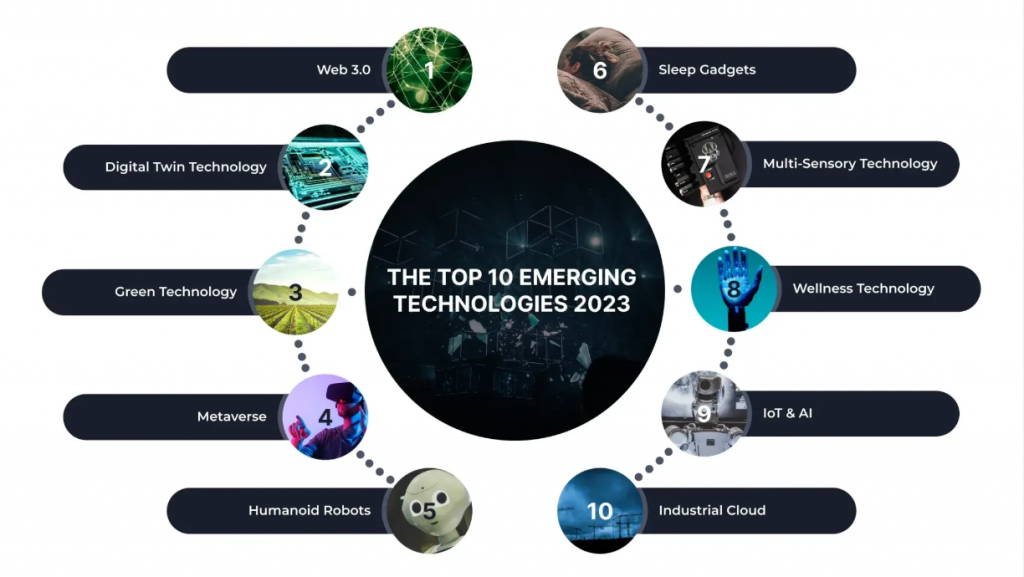 THE TOP 10 EMERGING
TECHNOLOGIES 2023
1
Web 3.0
2
Digital Twin Technology
3
Green Technology
4
Metaverse
5
Humanoid Robots
6
Sleep Gadgets
7
Multi-Sensory Technology
8
Wellness Technology
9
IoT & AI
10
Industrial Cloud